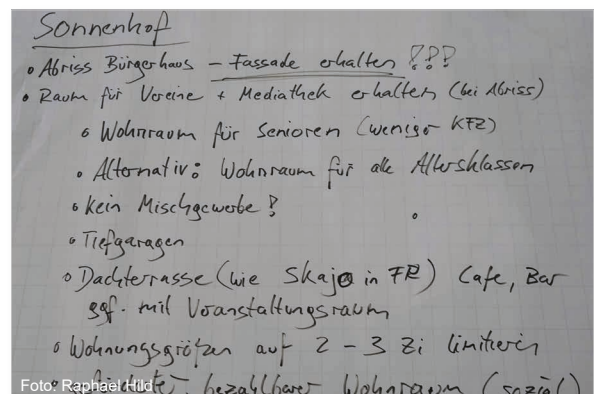 Sonnenhof
• Abriss Bürgerhaus – Fassade erhalten ???
• Raum für Vereine + Mediathek erhalten (bei Abriss)
• Wohnraum für Senioren (weniger KFZ)
• Alternativ: Wohnraum für alle Altersklassen
• Kein Mischgewerbe !
• Tiefgaragen
• Dachterrasse (wie Skajo in FR) Cafe, Bar
ggf. mit Veranstaltungsraum
• Wohnungsgrößen auf 2 – 3 Zi limitieren
bezahlbarer Wohnraum (sozial)
Foto: Raphael Hild